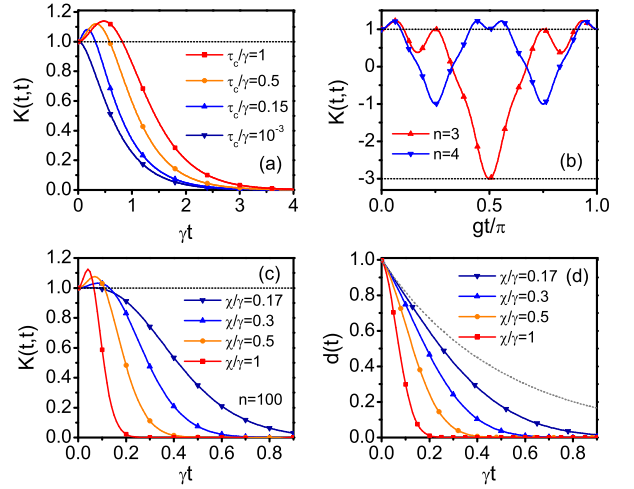 1.2
1.0
0.8
0.6
0.4
0.2
0.0
K(t,t)
τc/γ=1
τc/γ=0.5
τc/γ=0.15
τc/γ=10⁻³
(a)
0 1 2 3 4
γt
1
0
-1
-2
-3
K(t,t)
n=3
n=4
(b)
0.0 0.5 1.0
gt/π
1.2
1.0
0.8
0.6
0.4
0.2
0.0
K(t,t)
(c)
χ/γ=0.17
χ/γ=0.3
χ/γ=0.5
χ/γ=1
n=100
0.0 0.2 0.4 0.6 0.8
γt
1.0
0.8
0.6
0.4
0.2
0.0
d(t)
χ/γ=0.17
(d)
χ/γ=0.3
χ/γ=0.5
χ/γ=1
0.0 0.2 0.4 0.6 0.8
γt